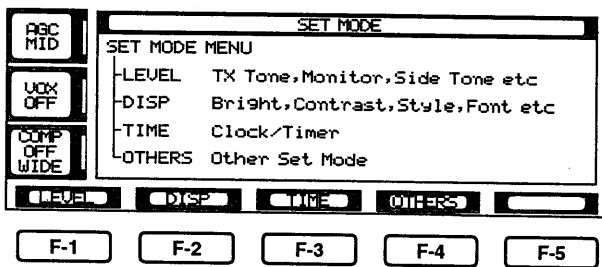 AGC
MID
VOX
OFF
COMP
OFF
WIDE
SET MODE
SET MODE MENU
LEVEL TX Tone,Monitor,Side Tone etc
DISP Bright,Contrast,Style,Font etc
TIME Clock/Timer
OTHERS Other Set Mode
LEVEL DISP TIME OTHERS
F-1 F-2 F-3 F-4 F-5